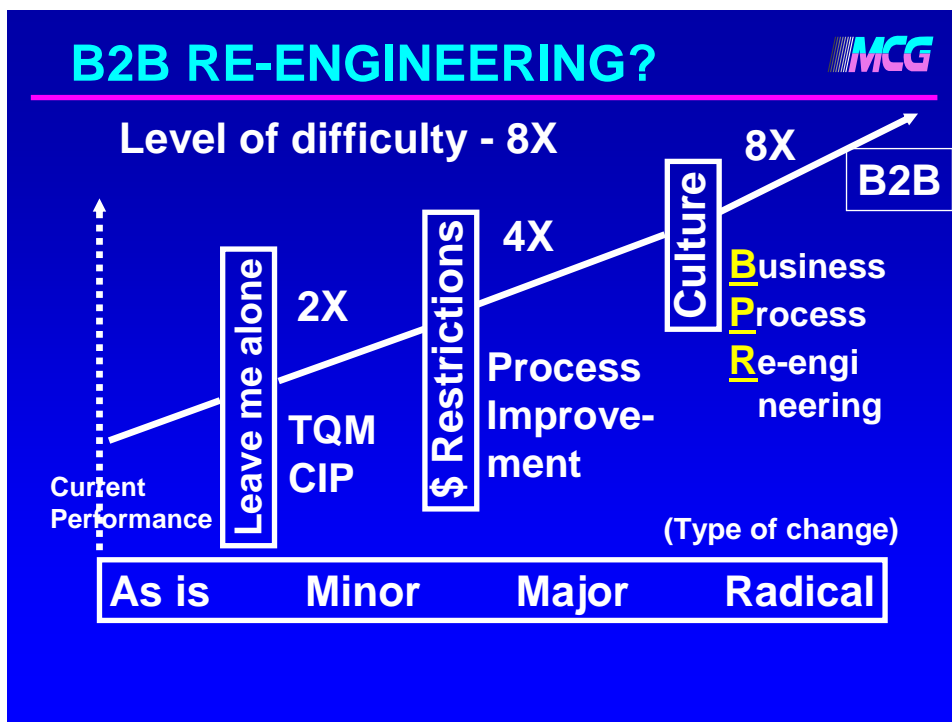 B2B RE-ENGINEERING?
MCG
Level of difficulty - 8X
8X
B2B
Culture
4X
$ Restrictions
2X
Leave me alone
Business
Process
Re-engi
neering
Process
Improve-
ment
TQM
CIP
Current
Performance
(Type of change)
As is Minor Major Radical